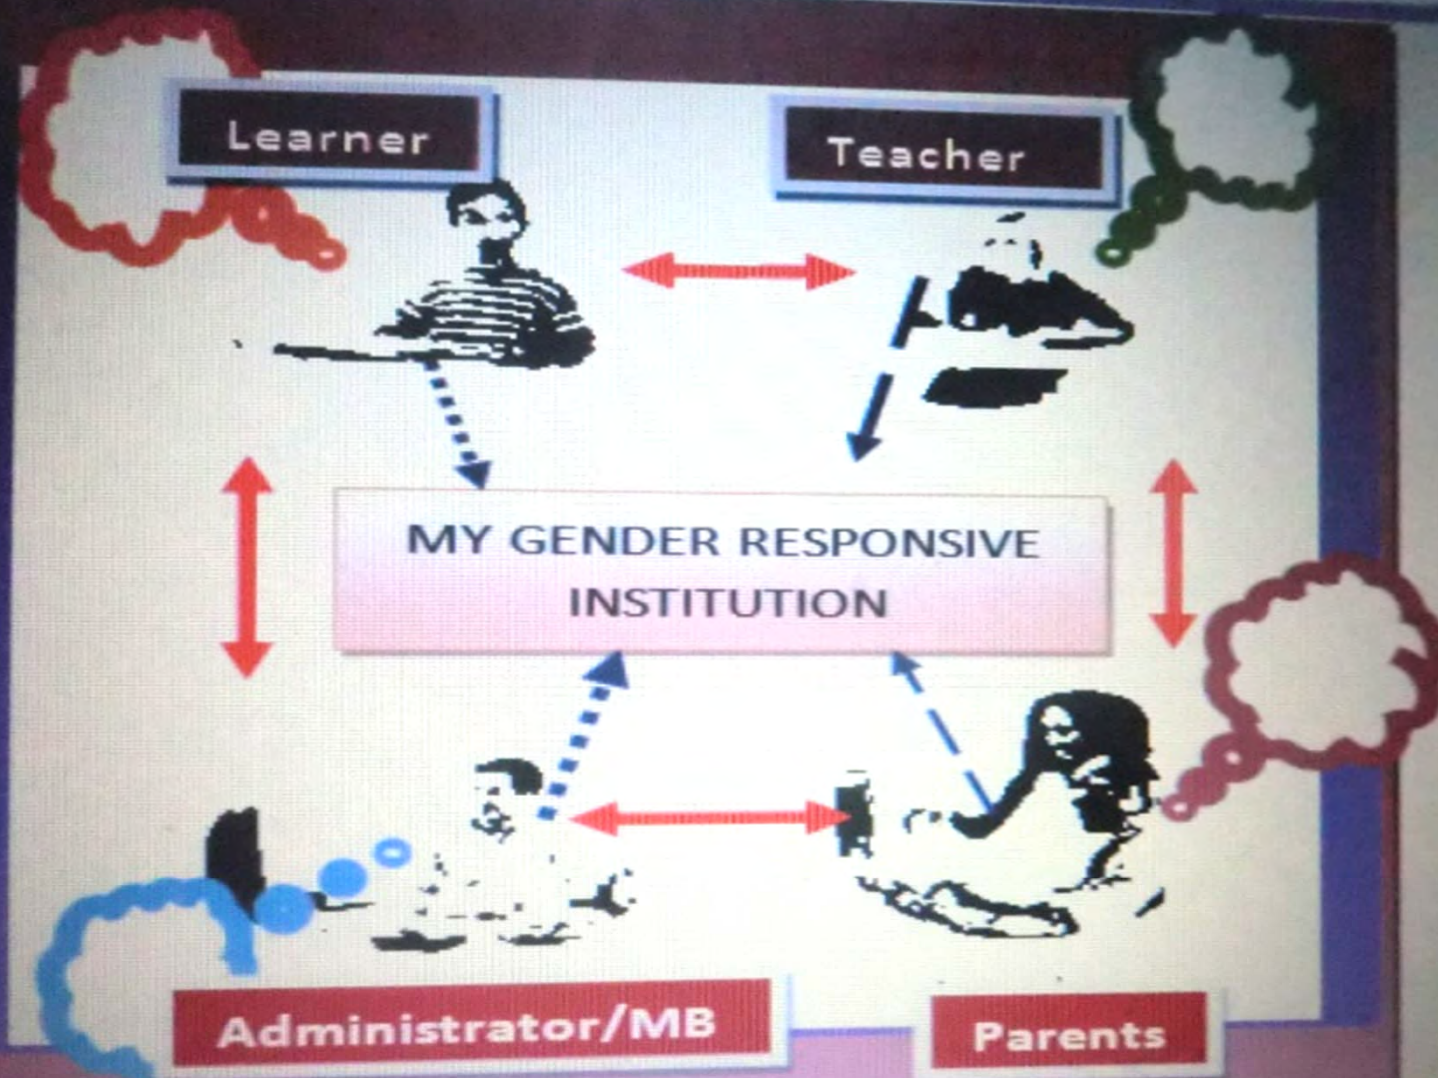 Learner
Teacher
MY GENDER RESPONSIVE
INSTITUTION
Administrator/MB
Parents